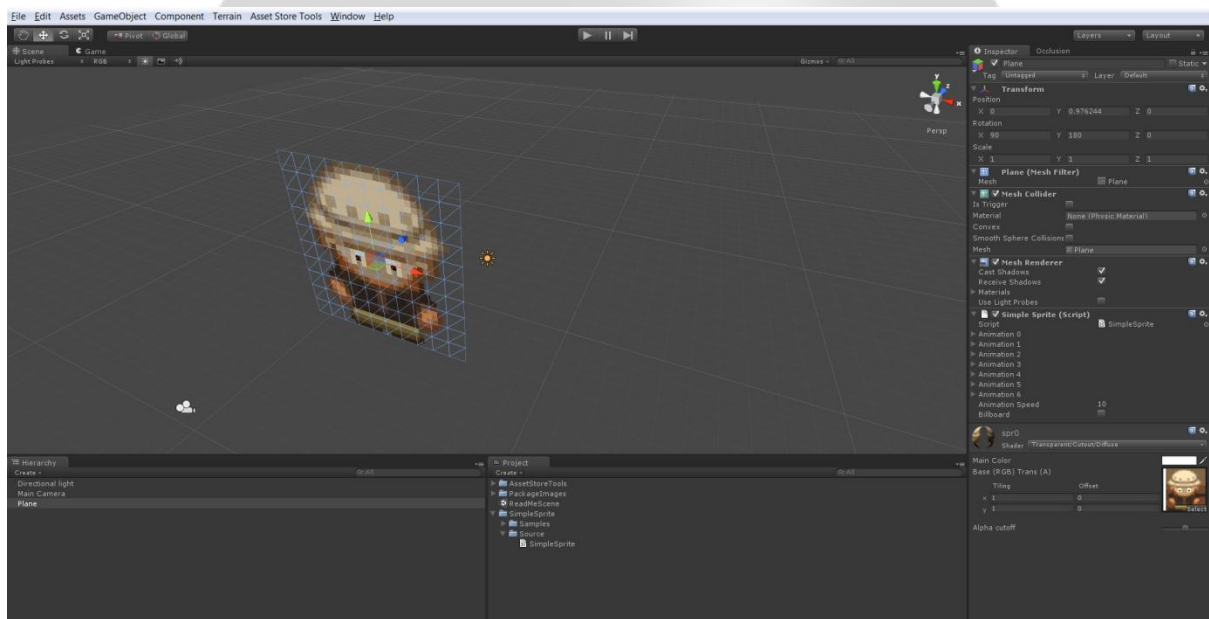 File Edit Assets GameObject Component Terrain Asset Store Tools Window Help
Pivot Global Layers Layout
Scene Game
Light Probes RGB Gizmos All
y
z
x
Persp
Inspector Occlusion
Plane Static
Tag Untagged Layer Default
Transform
Position
X 0 Y 0.976244 Z 0
Rotation
X 90 Y 180 Z 0
Scale
X 1 Y 1 Z 1
Plane (Mesh Filter)
Mesh Plane
Mesh Collider
Is Trigger
Material None (Physic Material)
Convex
Smooth Sphere Collisions
Mesh Plane
Mesh Renderer
Cast Shadows
Receive Shadows
Materials
Use Light Probes
Simple Sprite (Script)
Script SimpleSprite
Animation 0
Animation 1
Animation 2
Animation 3
Animation 4
Animation 5
Animation 6
Animation Speed 10
Billboard
spr0
Shader Transparent/Cutout/Diffuse
Main Color
Base (RGB) Trans (A)
Tiling Offset
x 1 0
y 1 0
Select
Alpha cutoff
Hierarchy
Create All
Directional light
Main Camera
Plane
Project
Create All
AssetStoreTools
PackageImages
ReadMeScene
SimpleSprite
Samples
Source
SimpleSprite